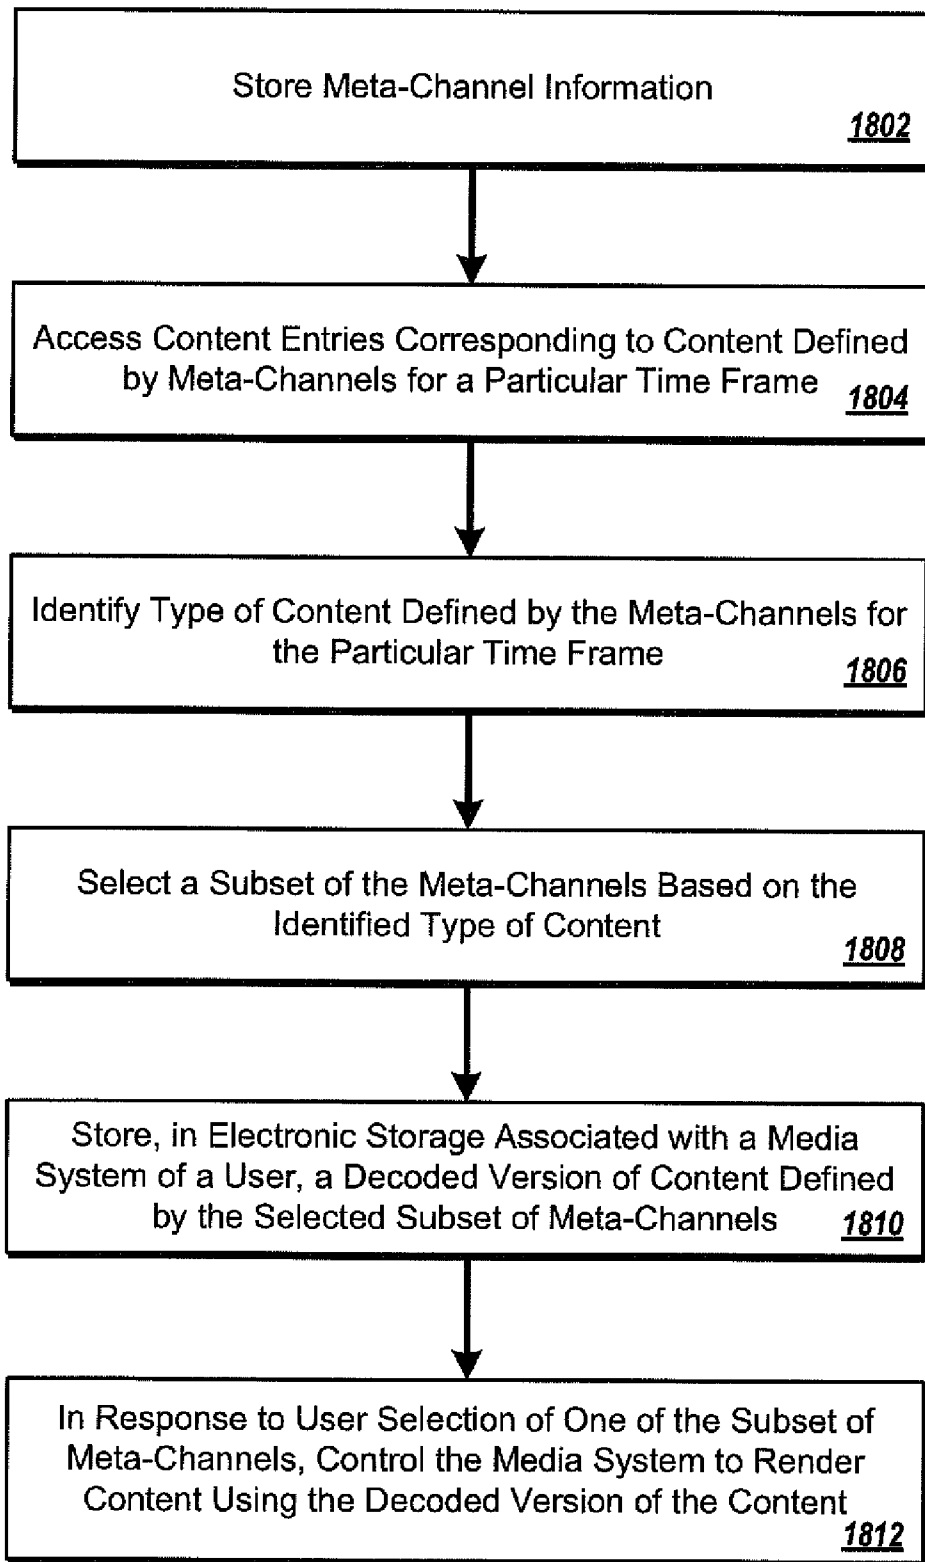 Store Meta-Channel Information
1802
Access Content Entries Corresponding to Content Defined
by Meta-Channels for a Particular Time Frame
1804
Identify Type of Content Defined by the Meta-Channels for
the Particular Time Frame
1806
Select a Subset of the Meta-Channels Based on the
Identified Type of Content
1808
Store, in Electronic Storage Associated with a Media
System of a User, a Decoded Version of Content Defined
by the Selected Subset of Meta-Channels
1810
In Response to User Selection of One of the Subset of
Meta-Channels, Control the Media System to Render
Content Using the Decoded Version of the Content
1812